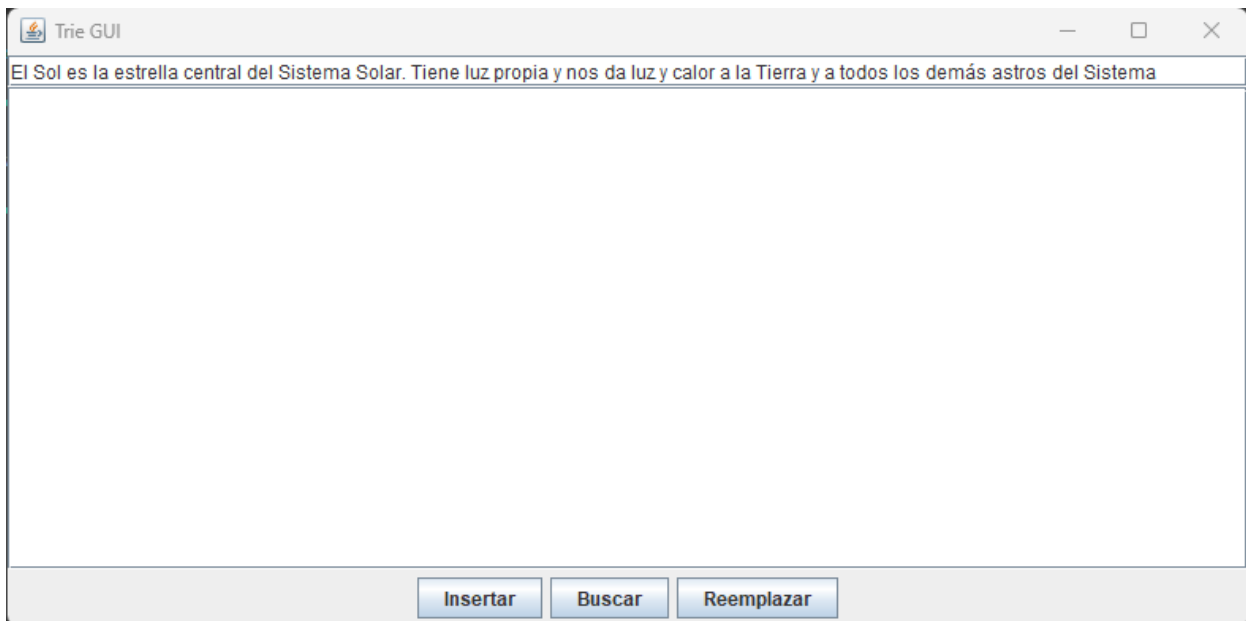 Trie GUI
El Sol es la estrella central del Sistema Solar. Tiene luz propia y nos da luz y calor a la Tierra y a todos los demás astros del Sistema
Insertar Buscar Reemplazar